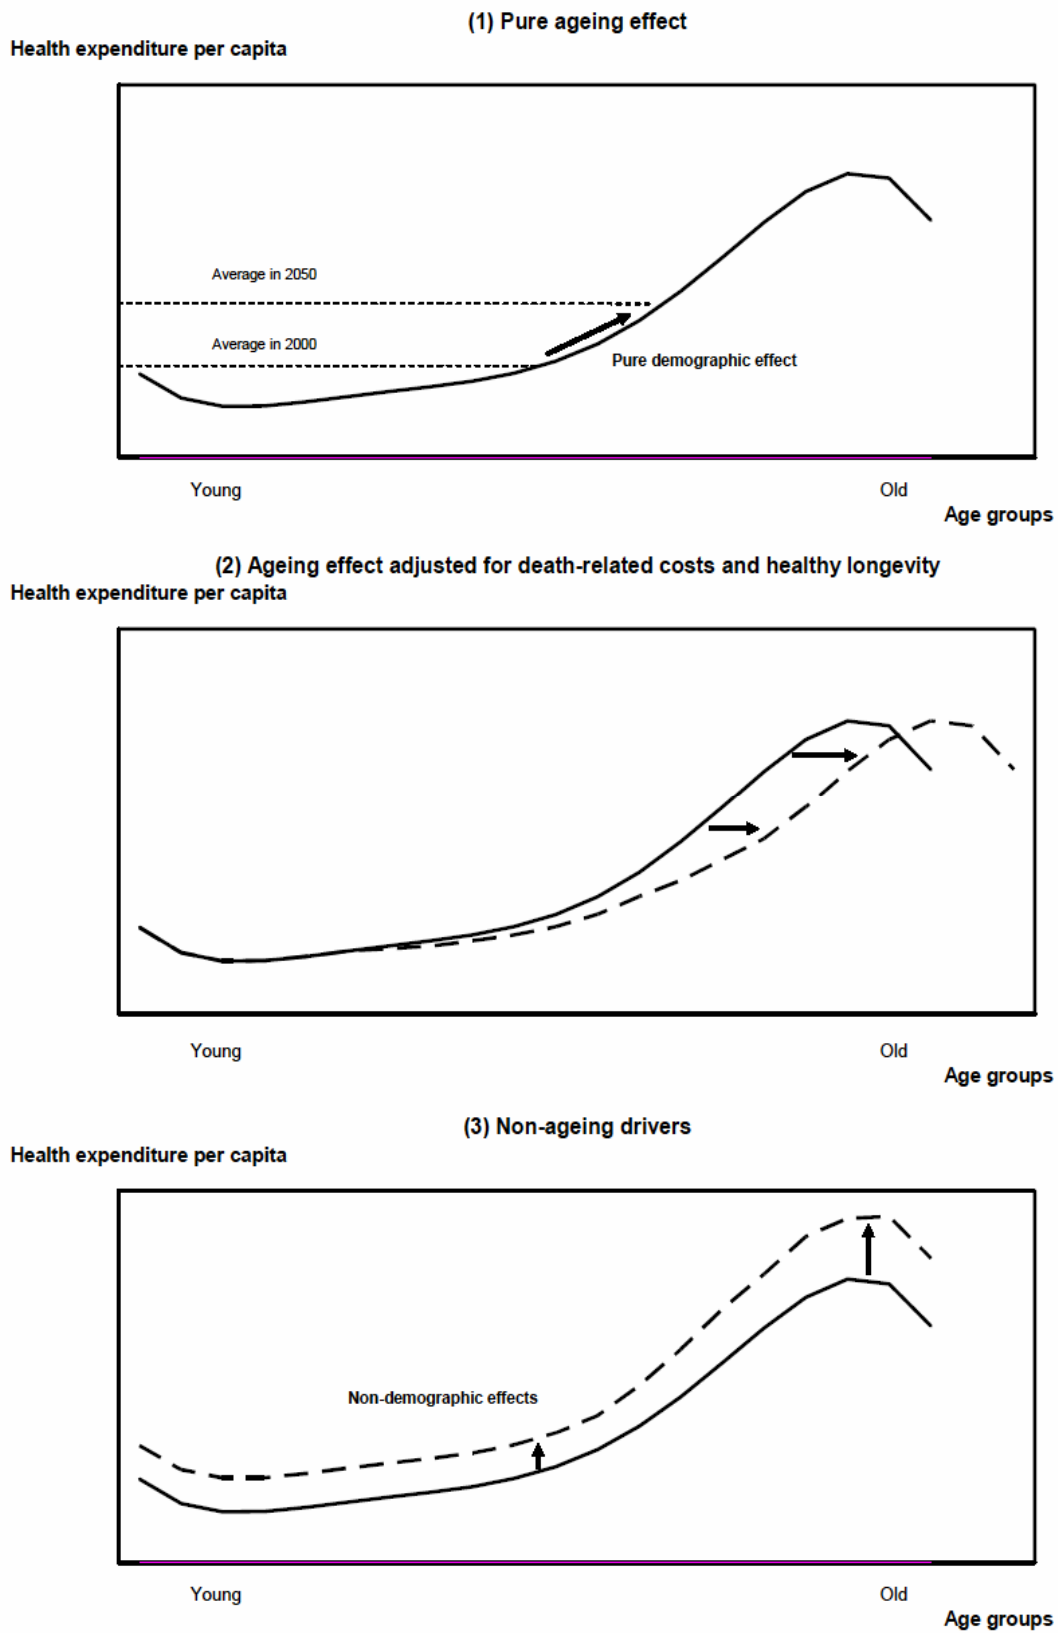 (1) Pure ageing effect
Health expenditure per capita
Average in 2050
Average in 2000
Pure demographic effect
Young Old
Age groups
(2) Ageing effect adjusted for death-related costs and healthy longevity
Health expenditure per capita
Young Old
Age groups
(3) Non-ageing drivers
Health expenditure per capita
Non-demographic effects
Young Old
Age groups